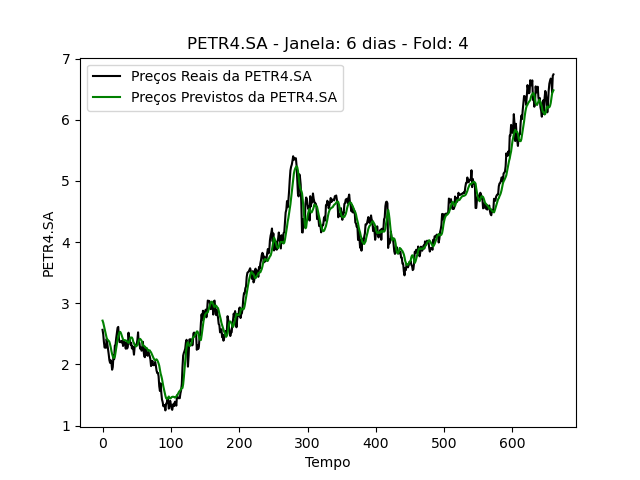 PETR4.SA - Janela: 6 dias - Fold: 4
Preços Reais da PETR4.SA
Preços Previstos da PETR4.SA
7
6
5
4
3
2
1
PETR4.SA
0 100 200 300 400 500 600
Tempo